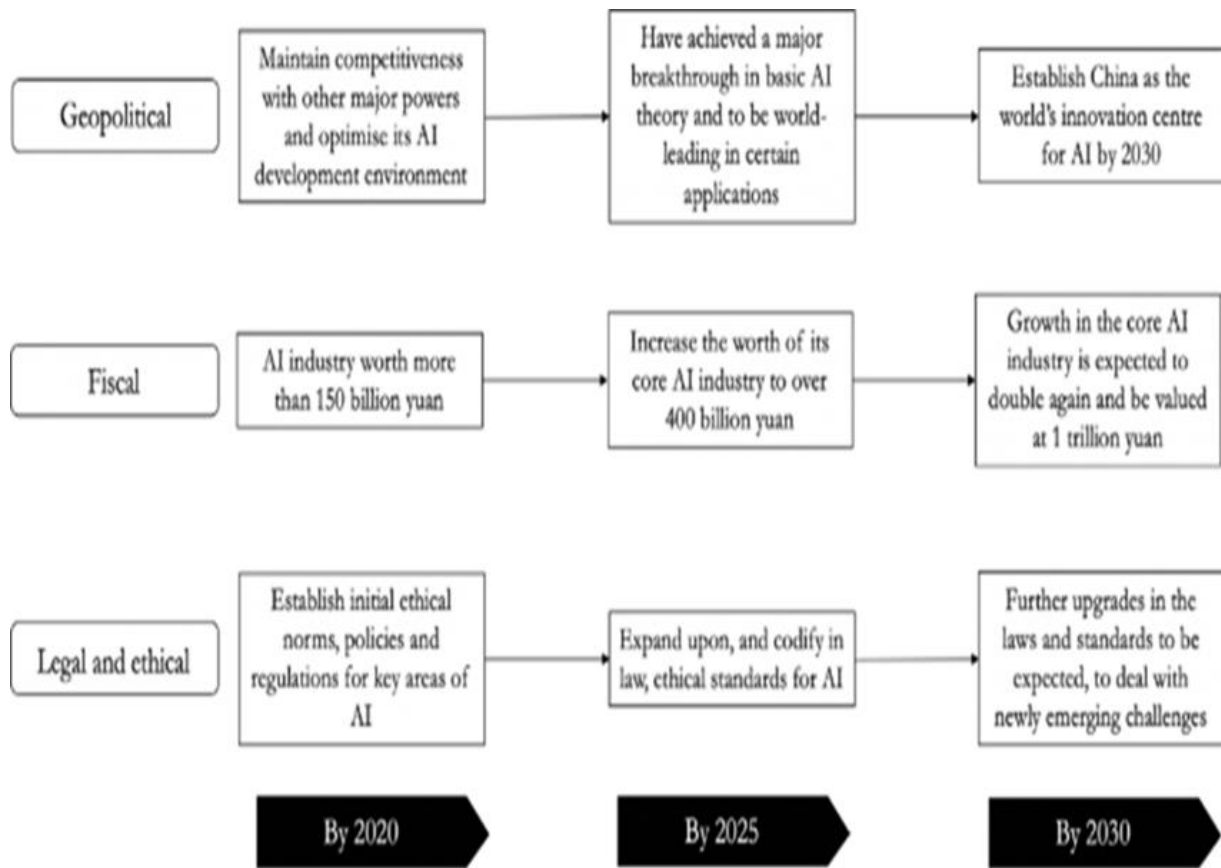 Geopolitical
Maintain competitiveness
with other major powers
and optimise its AI
development environment
Have achieved a major
breakthrough in basic AI
theory and to be world-
leading in certain
applications
Establish China as the
world's innovation centre
for AI by 2030
Fiscal
AI industry worth more
than 150 billion yuan
Increase the worth of its
core AI industry to over
400 billion yuan
Growth in the core AI
industry is expected to
double again and be valued
at 1 trillion yuan
Legal and ethical
Establish initial ethical
norms, policies and
regulations for key areas of
AI
Expand upon, and codify in
law, ethical standards for AI
Further upgrades in the
laws and standards to be
expected, to deal with
newly emerging challenges
By 2020
By 2025
By 2030